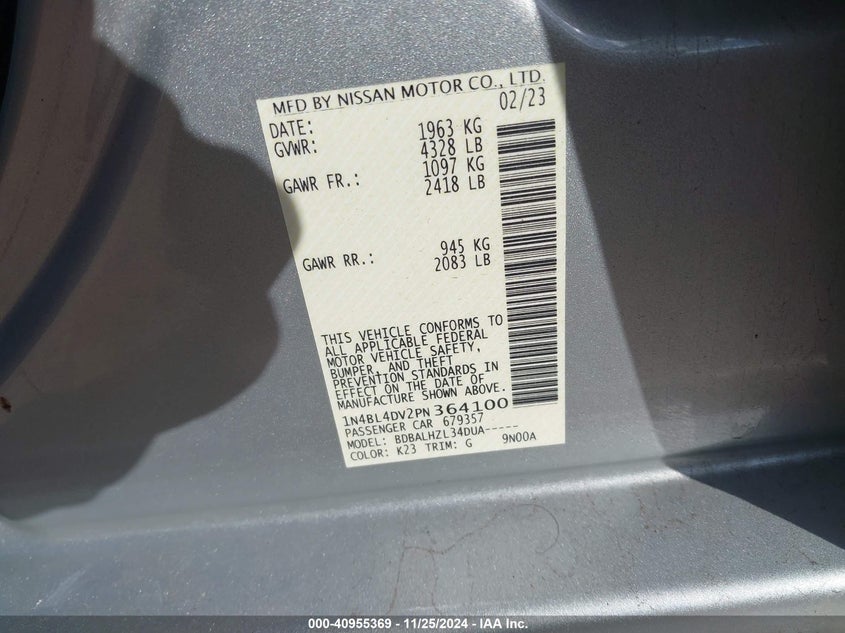 MFD BY NISSAN MOTOR CO., LTD.
DATE: 02/23
GVWR: 1963 KG
4328 LB
GAWR FR.: 1097 KG
2418 LB
GAWR RR.: 945 KG
2083 LB
THIS VEHICLE CONFORMS TO
ALL APPLICABLE FEDERAL
MOTOR VEHICLE SAFETY,
BUMPER, AND THEFT
PREVENTION STANDARDS IN
EFFECT ON THE DATE OF
MANUFACTURE SHOWN ABOVE.
1N4BL4DV2PN364100
PASSENGER CAR 679357
MODEL: BDBALHZL34DUA-----
COLOR: K23 TRIM: G 9N00A
000-40955369 - 11/25/2024 - IAA Inc.